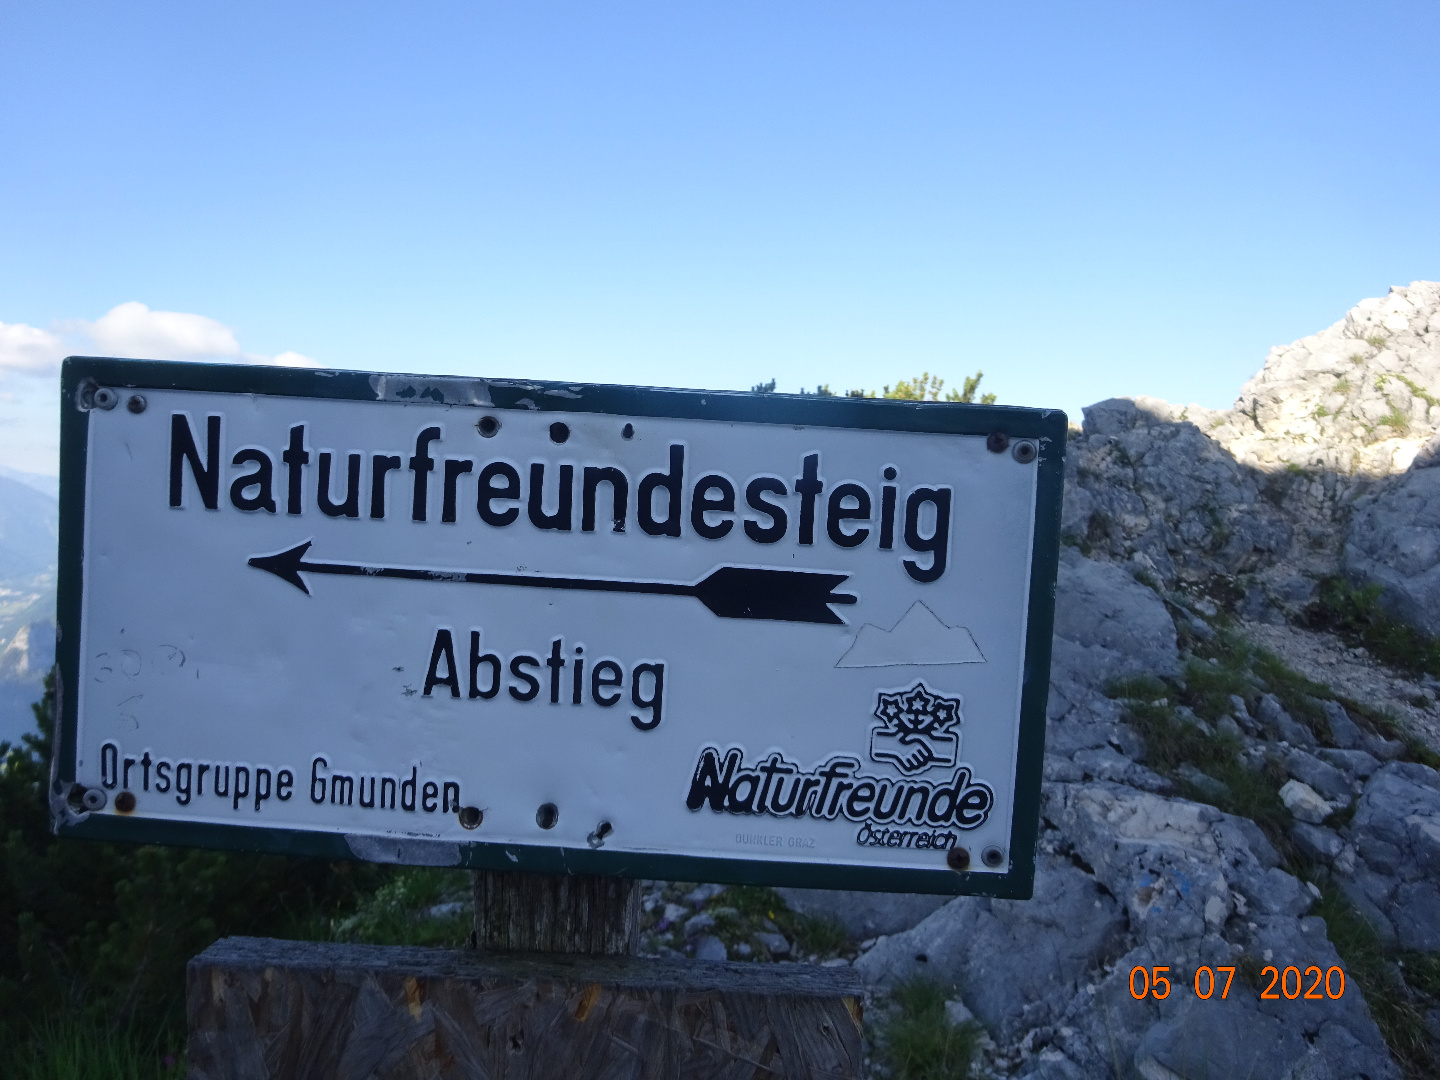 Naturfreundesteig
Abstieg
Ortsgruppe Gmunden
Naturfreunde
Österreich
DUNKLER GRAZ
05 07 2020